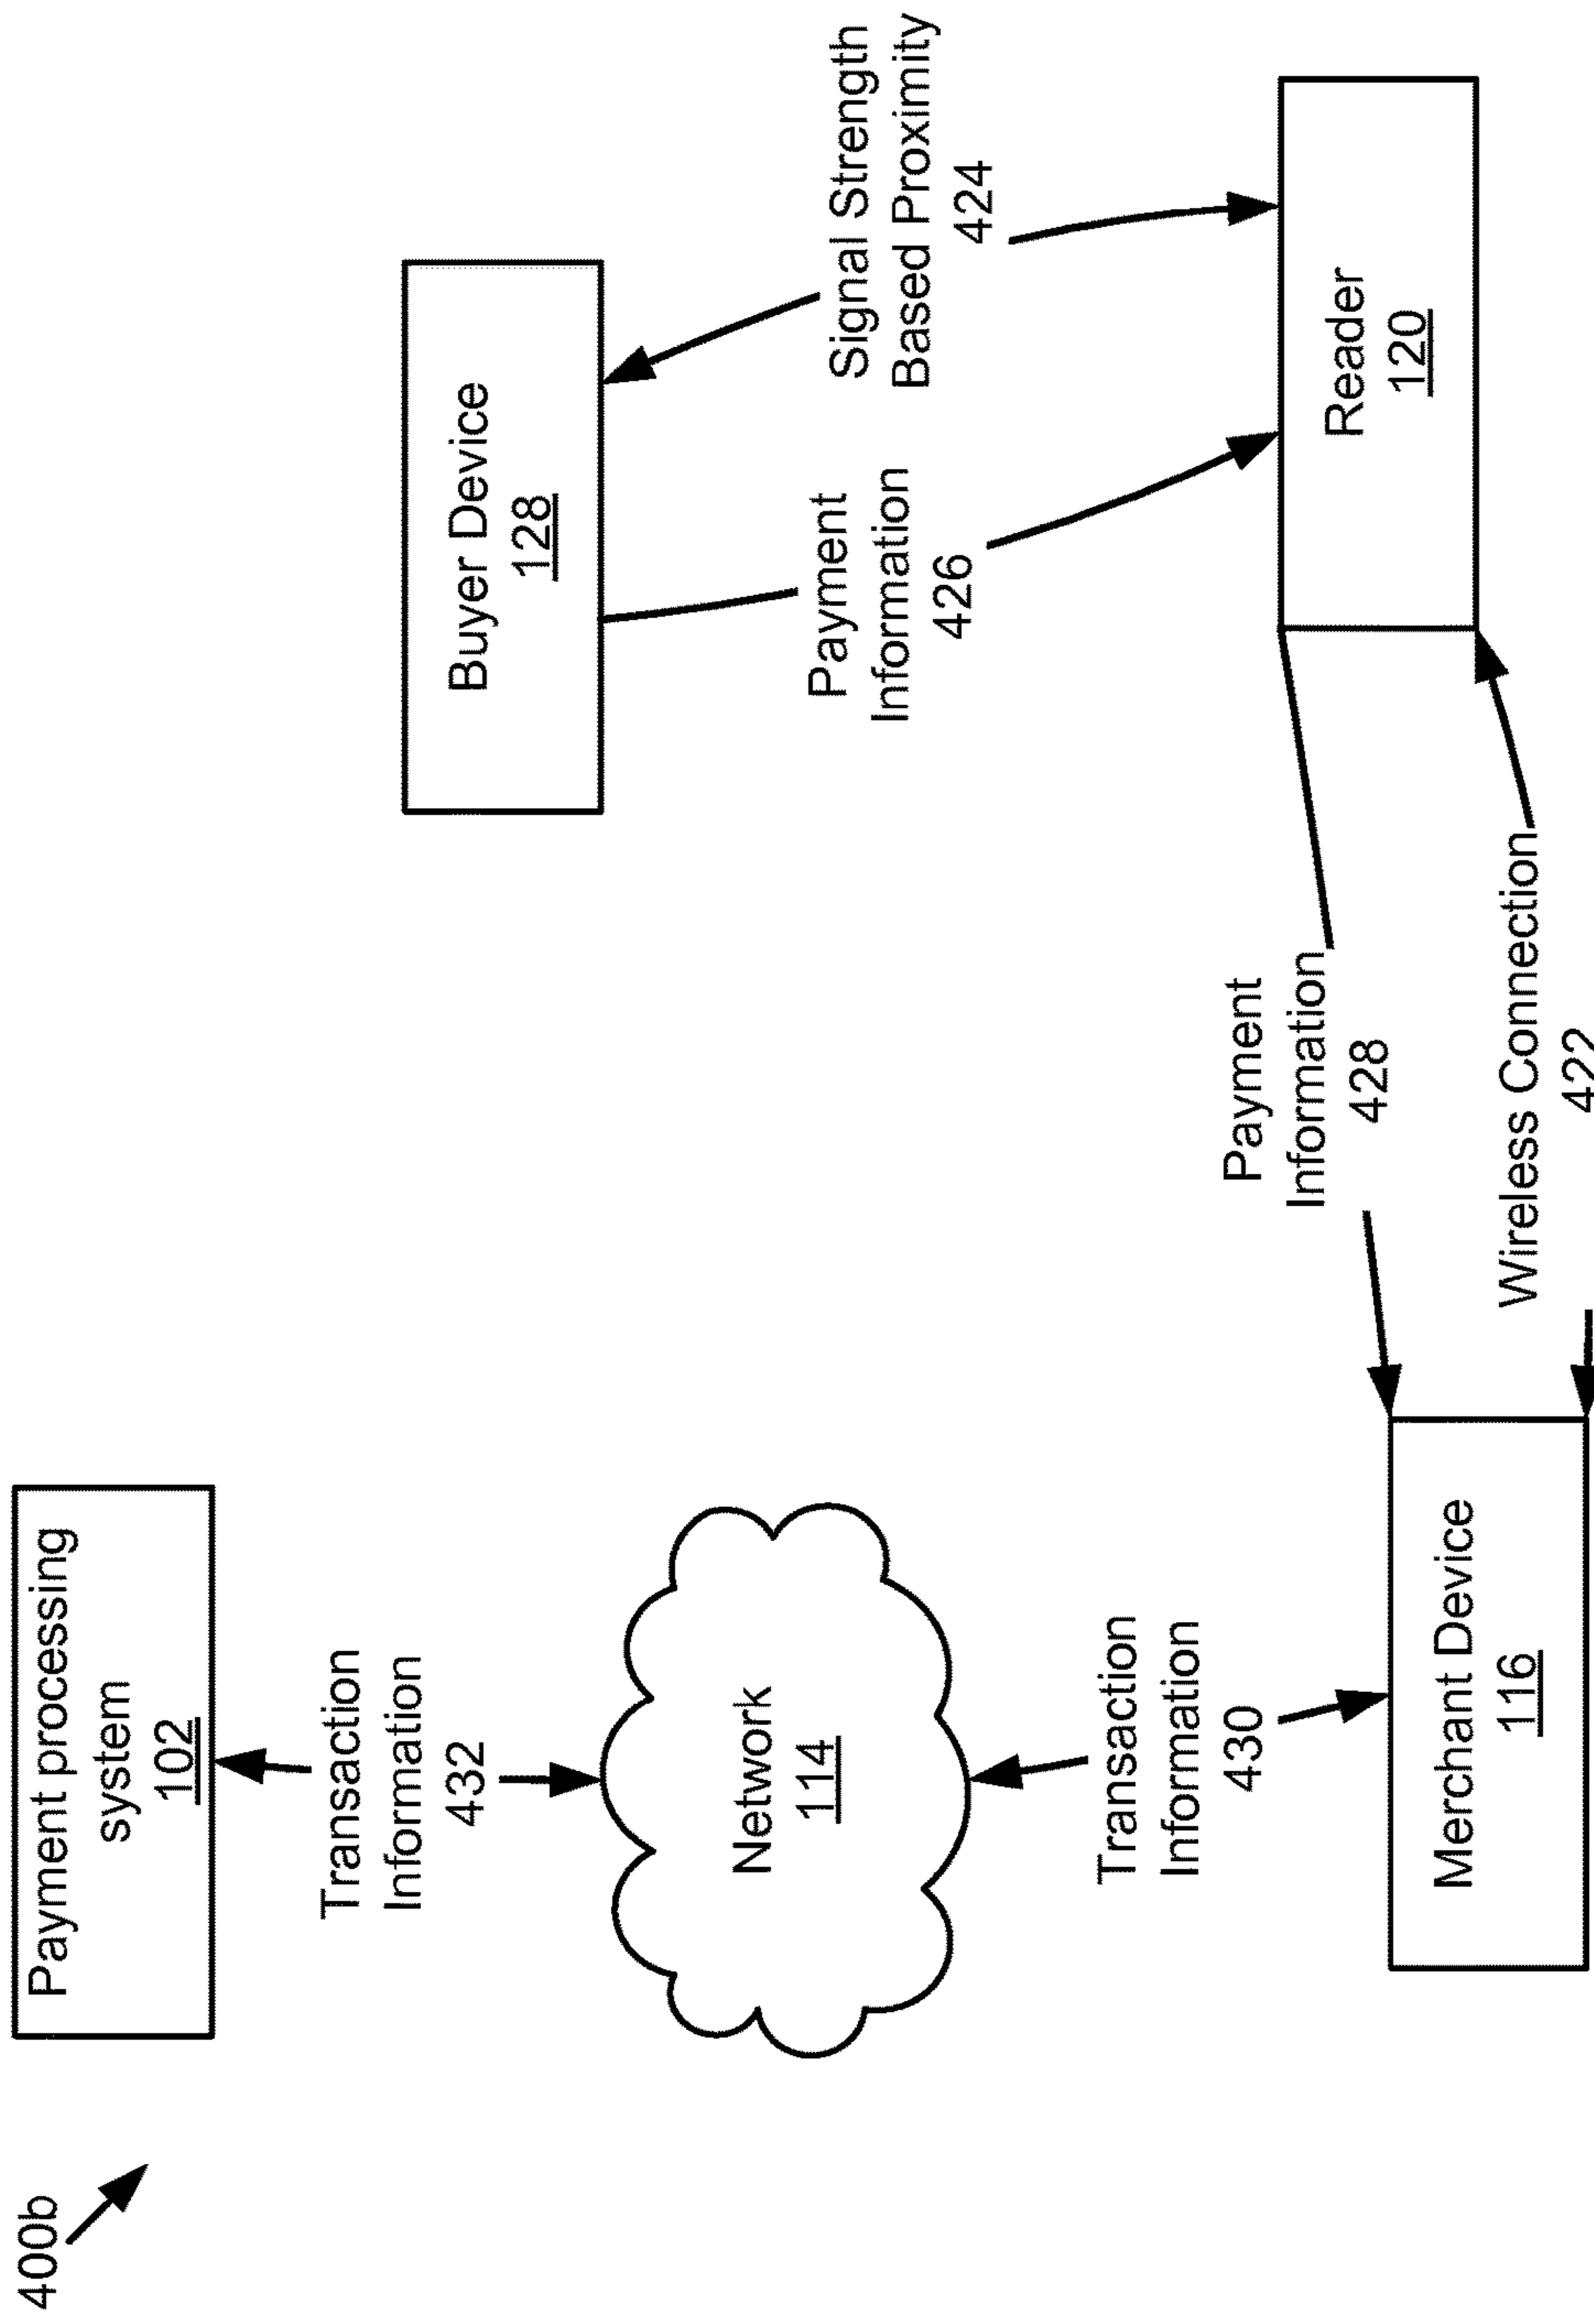 400b
Payment processing
system
102
Transaction
Information
432
Network
114
Transaction
Information
430
Merchant Device
116
Buyer Device
128
Payment
Information
426
Signal Strength
Based Proximity
424
Reader
120
Payment
Information
428
Wireless Connection
422